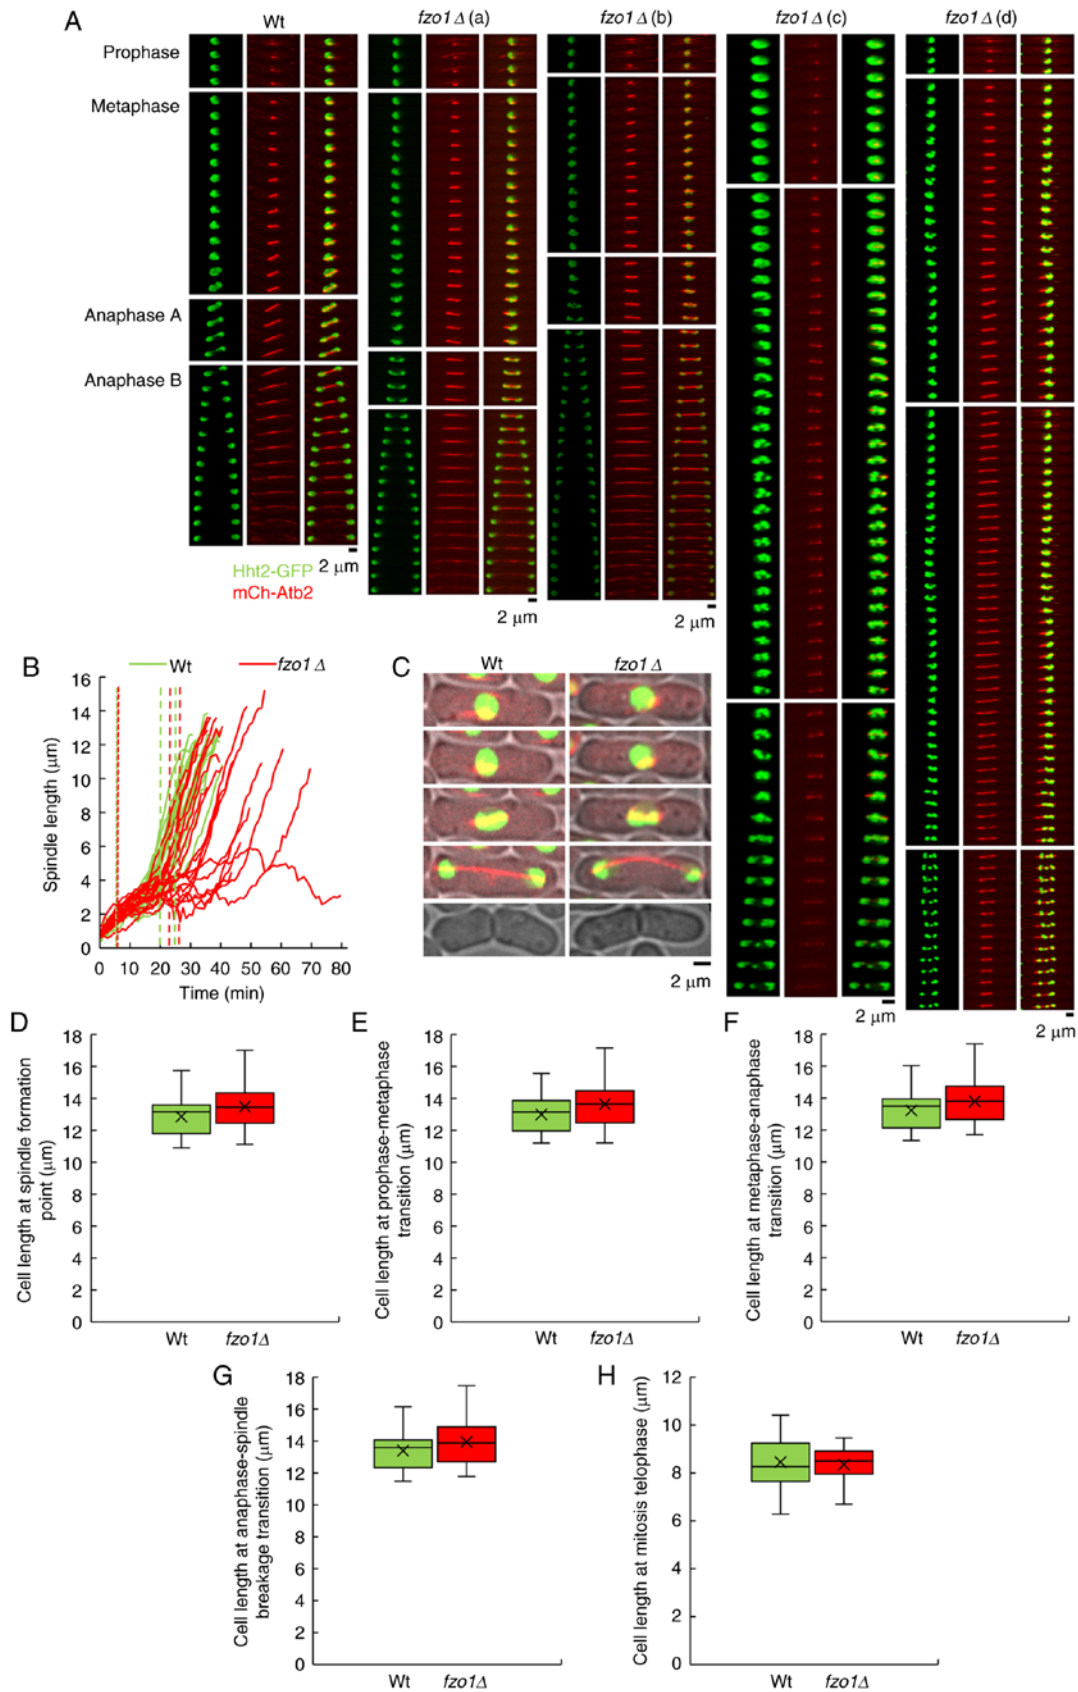 A
Wt
fzo1Δ (a)
fzo1Δ (b)
fzo1Δ (c)
fzo1Δ (d)
Prophase
Metaphase
Anaphase A
Anaphase B
Hht2-GFP
mCh-Atb2
2 μm
2 μm
2 μm
2 μm
2 μm
B
Wt
fzo1Δ
Spindle length (μm)
16
14
12
10
8
6
4
2
0
0 10 20 30 40 50 60 70 80
Time (min)
C
Wt
fzo1Δ
2 μm
D
Cell length at spindle formation
point (μm)
18
16
14
12
10
8
6
4
2
0
Wt
fzo1Δ
E
Cell length at prophase-metaphase
transition (μm)
18
16
14
12
10
8
6
4
2
0
Wt
fzo1Δ
F
Cell length at metaphase-anaphase
transition (μm)
18
16
14
12
10
8
6
4
2
0
Wt
fzo1Δ
G
Cell length at anaphase-spindle
breakage transition (μm)
18
16
14
12
10
8
6
4
2
0
Wt
fzo1Δ
H
Cell length at mitosis telophase (μm)
12
10
8
6
4
2
0
Wt
fzo1Δ